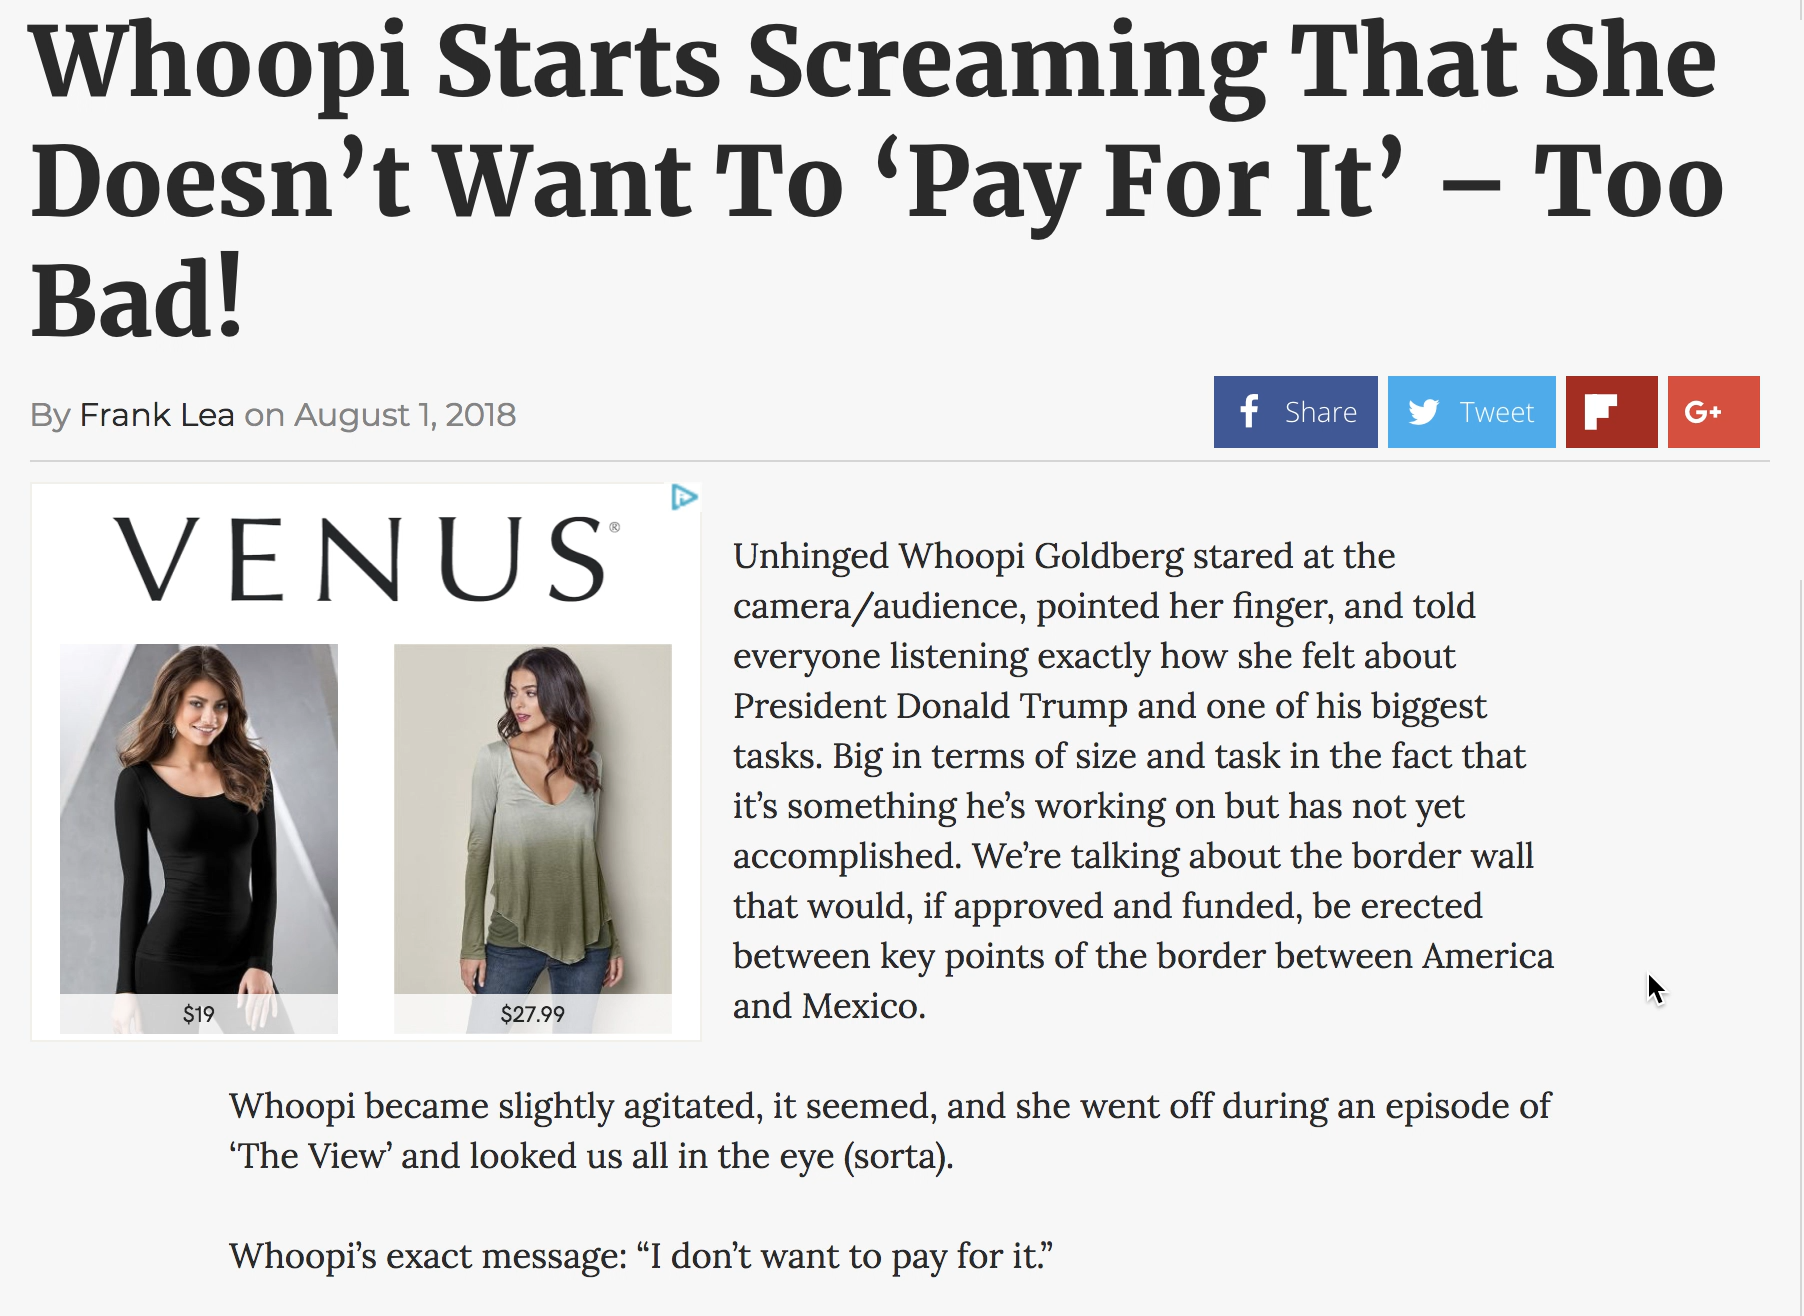 Whoopi Starts Screaming That She
Doesn’t Want To ‘Pay For It’ – Too
Bad!
By Frank Lea on August 1, 2018
Share
Tweet
G+
VENUS®
$19
$27.99
Unhinged Whoopi Goldberg stared at the
camera/audience, pointed her finger, and told
everyone listening exactly how she felt about
President Donald Trump and one of his biggest
tasks. Big in terms of size and task in the fact that
it’s something he’s working on but has not yet
accomplished. We’re talking about the border wall
that would, if approved and funded, be erected
between key points of the border between America
and Mexico.
Whoopi became slightly agitated, it seemed, and she went off during an episode of
‘The View’ and looked us all in the eye (sorta).
Whoopi’s exact message: “I don’t want to pay for it.”